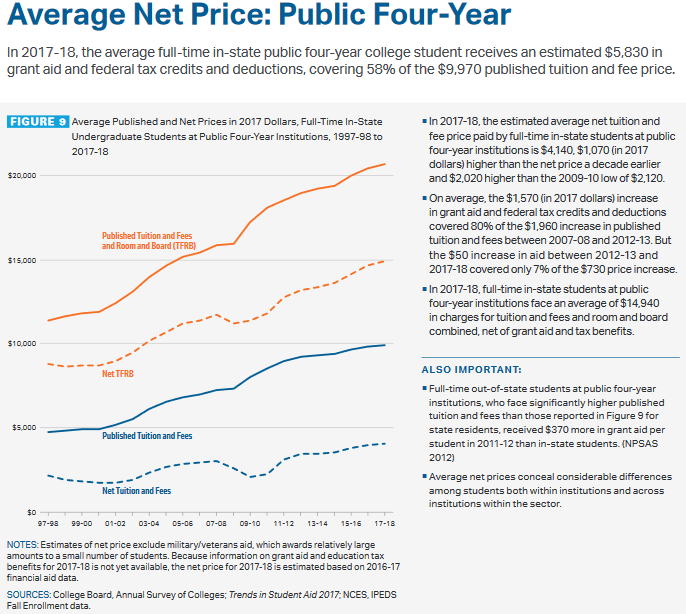 Average Net Price: Public Four-Year
In 2017-18, the average full-time in-state public four-year college student receives an estimated $5,830 in
grant aid and federal tax credits and deductions, covering 58% of the $9,970 published tuition and fee price.
FIGURE 9 Average Published and Net Prices in 2017 Dollars, Full-Time In-State
Undergraduate Students at Public Four-Year Institutions, 1997-98 to
2017-18
$20,000
Published Tuition and Fees
and Room and Board (TFRB)
$15,000
$10,000
Net TFRB
$5,000
Published Tuition and Fees
Net Tuition and Fees
$0
97-98 99-00 01-02 03-04 05-06 07-08 09-10 11-12 13-14 15-16 17-18
NOTES: Estimates of net price exclude military/veterans aid, which awards relatively large
amounts to a small number of students. Because information on grant aid and education tax
benefits for 2017-18 is not yet available, the net price for 2017-18 is estimated based on 2016-17
financial aid data.
SOURCES: College Board, Annual Survey of Colleges; Trends in Student Aid 2017; NCES, IPEDS
Fall Enrollment data.
▪ In 2017-18, the estimated average net tuition and
fee price paid by full-time in-state students at public
four-year institutions is $4,140, $1,070 (in 2017
dollars) higher than the net price a decade earlier
and $2,020 higher than the 2009-10 low of $2,120.
▪ On average, the $1,570 (in 2017 dollars) increase
in grant aid and federal tax credits and deductions
covered 80% of the $1,960 increase in published
tuition and fees between 2007-08 and 2012-13. But
the $50 increase in aid between 2012-13 and
2017-18 covered only 7% of the $730 price increase.
▪ In 2017-18, full-time in-state students at public
four-year institutions face an average of $14,940
in charges for tuition and fees and room and board
combined, net of grant aid and tax benefits.
ALSO IMPORTANT:
▪ Full-time out-of-state students at public four-year
institutions, who face significantly higher published
tuition and fees than those reported in Figure 9 for
state residents, received $370 more in grant aid per
student in 2011-12 than in-state students. (NPSAS
2012)
▪ Average net prices conceal considerable differences
among students both within institutions and across
institutions within the sector.